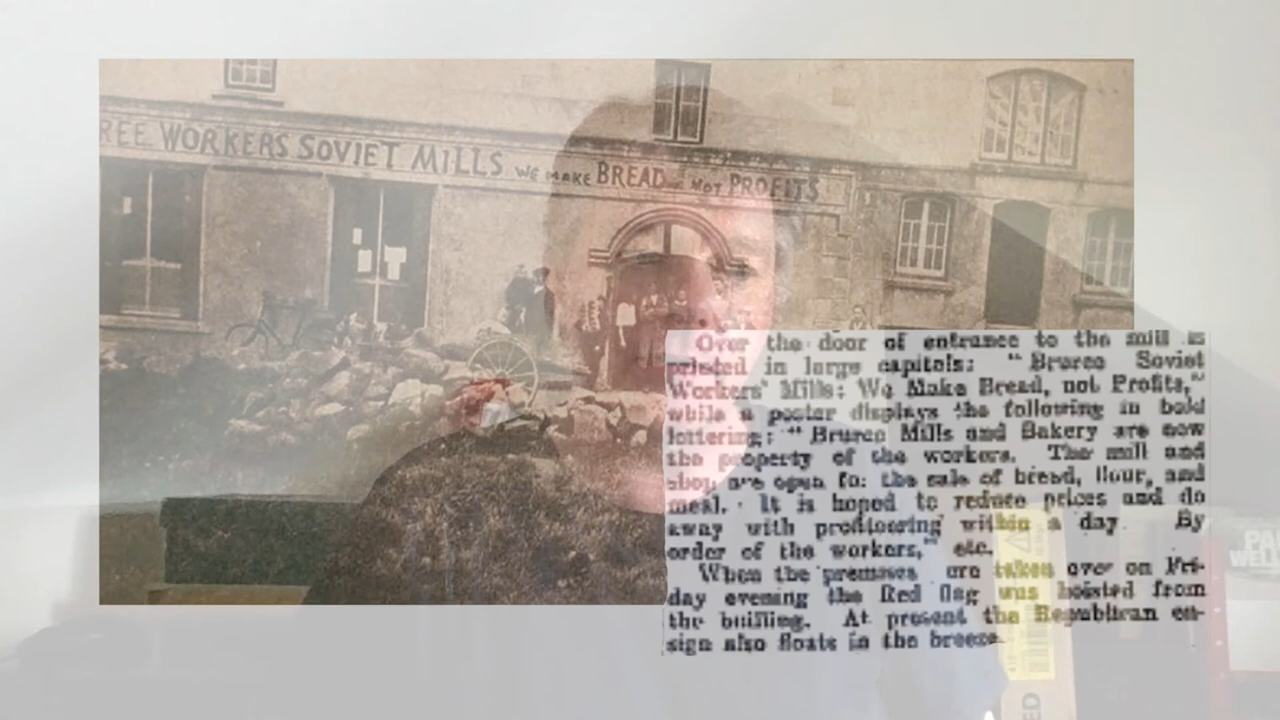 REE WORKERS SOVIET MILLS WE MAKE BREAD NOT PROFITS
Over the door of entrance to the mill is
printed in large capitals: "Bruree Soviet
Workers' Mills: We Make Bread, not Profits,"
while a poster displays the following in bold
lettering: "Bruree Mills and Bakery are now
the property of the workers. The mill and
shop are open for the sale of bread, flour, and
meal. It is hoped to reduce prices and do
away with profiteering within a day. By
order of the workers," etc.
When the premises are taken over on Fri-
day evening the Red flag was hoisted from
the building. At present the Republican en-
sign also floats in the breeze.
PA
WELL
ED